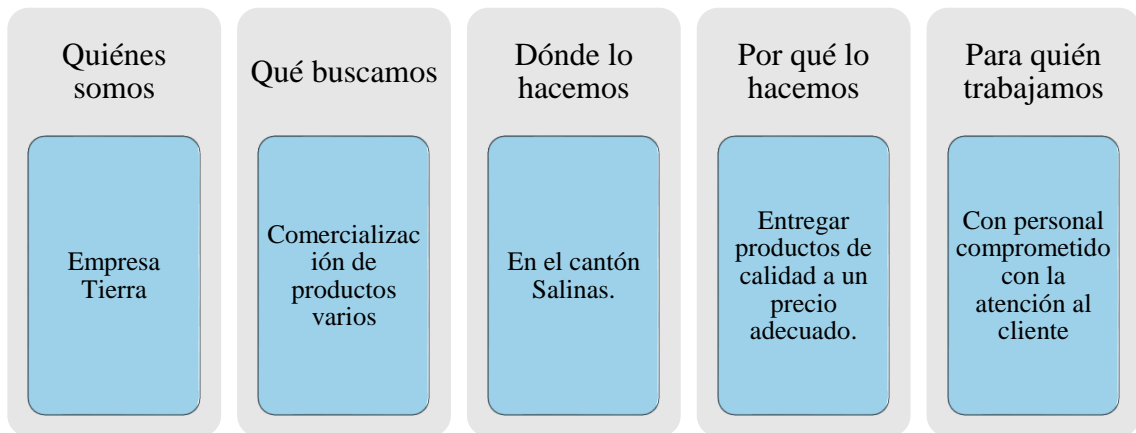 Quiénes
somos
Empresa
Tierra
Qué buscamos
Comercializac
ión de
productos
varios
Dónde lo
hacemos
En el cantón
Salinas.
Por qué lo
hacemos
Entregar
productos de
calidad a un
precio
adecuado.
Para quién
trabajamos
Con personal
comprometido
con la
atención al
cliente